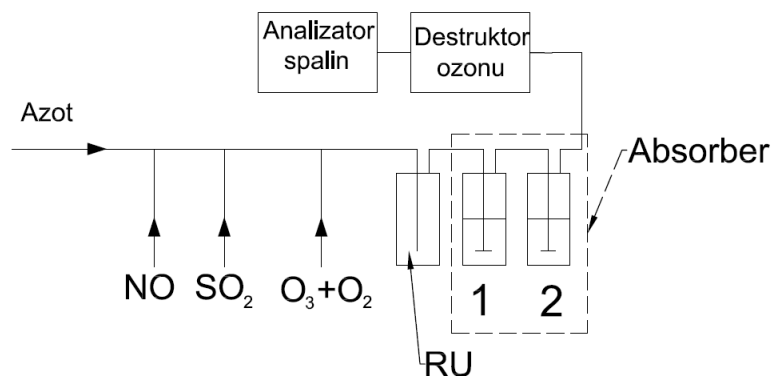 Analizator
spalin
Destruktor
ozonu
Azot
Absorber
NO
SO₂
O₃+O₂
1
2
RU